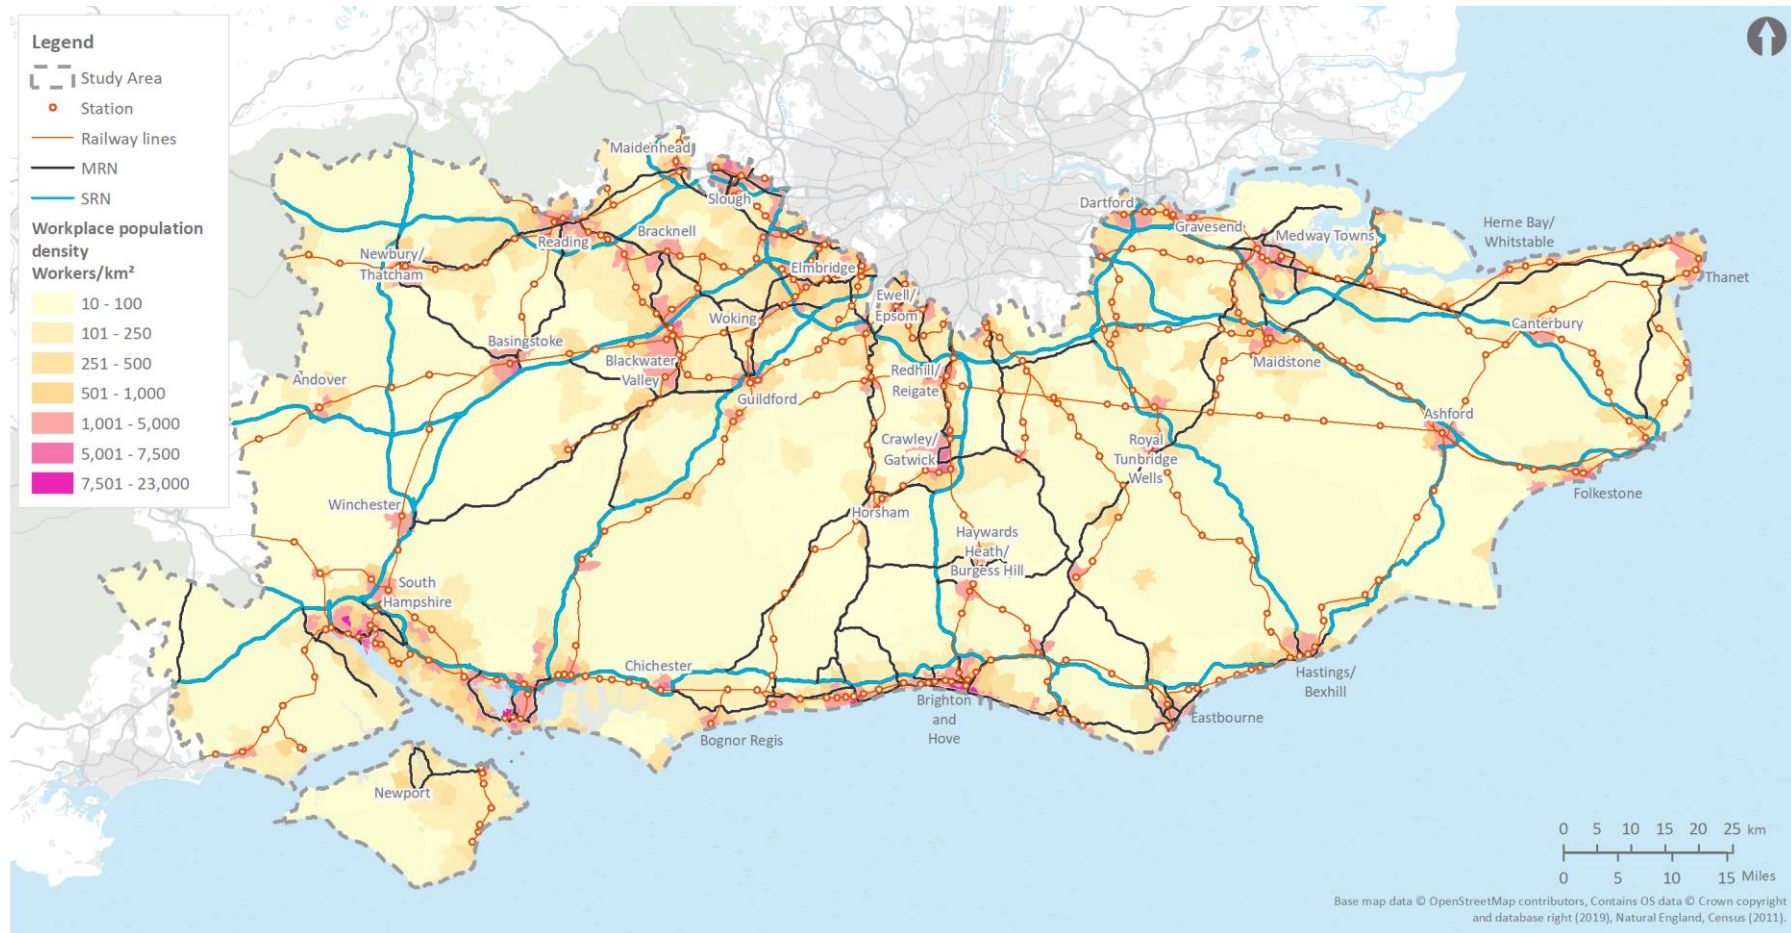 Legend
Study Area
Station
Railway lines
MRN
SRN
Workplace population
density
Workers/km²
10 - 100
101 - 250
251 - 500
501 - 1,000
1,001 - 5,000
5,001 - 7,500
7,501 - 23,000
Maidenhead
Slough
Dartford
Gravesend
Herne Bay/
Whitstable
Medway Towns
Reading
Bracknell
Newbury/
Thatcham
Elmbridge
Thanet
Ewell/
Epsom
Woking
Canterbury
Basingstoke
Blackwater
Valley
Maidstone
Andover
Redhill/
Reigate
Guildford
Ashford
Crawley/
Gatwick
Royal
Tunbridge
Wells
Folkestone
Winchester
Horsham
Haywards
Heath/
Burgess Hill
South
Hampshire
Chichester
Hastings/
Bexhill
Brighton
and
Hove
Eastbourne
Bognor Regis
Newport
0 5 10 15 20 25 km
0 5 10 15 Miles
Base map data © OpenStreetMap contributors, Contains OS data © Crown copyright
and database right (2019), Natural England, Census (2011).